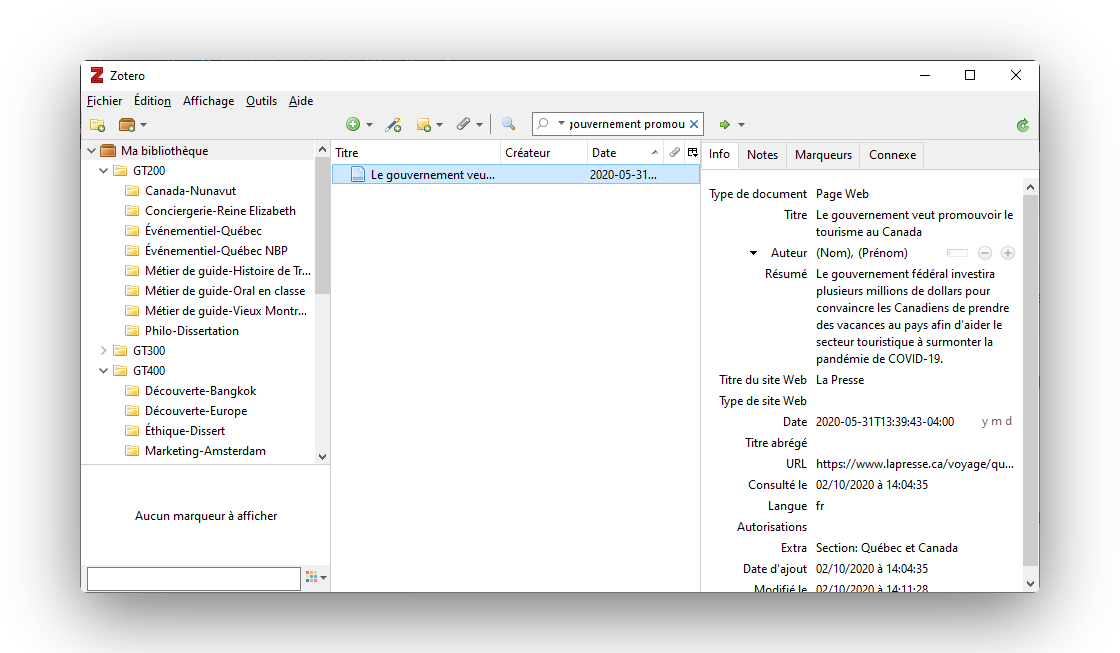 Zotero
Fichier Édition Affichage Outils Aide
gouvernement promou
Ma bibliothèque
GT200
Canada-Nunavut
Conciergerie-Reine Elizabeth
Événementiel-Québec
Événementiel-Québec NBP
Métier de guide-Histoire de Tr...
Métier de guide-Oral en classe
Métier de guide-Vieux Montr...
Philo-Dissertation
GT300
GT400
Découverte-Bangkok
Découverte-Europe
Éthique-Dissert
Marketing-Amsterdam
Aucun marqueur à afficher
Titre Créateur Date
Le gouvernement veu... 2020-05-31...
Info Notes Marqueurs Connexe
Type de document Page Web
Titre Le gouvernement veut promouvoir le
tourisme au Canada
Auteur (Nom), (Prénom)
Résumé Le gouvernement fédéral investira
plusieurs millions de dollars pour
convaincre les Canadiens de prendre
des vacances au pays afin d'aider le
secteur touristique à surmonter la
pandémie de COVID-19.
Titre du site Web La Presse
Type de site Web
Date 2020-05-31T13:39:43-04:00 y m d
Titre abrégé
URL https://www.lapresse.ca/voyage/qu...
Consulté le 02/10/2020 à 14:04:35
Langue fr
Autorisations
Extra Section: Québec et Canada
Date d'ajout 02/10/2020 à 14:04:35
Modifié le 02/10/2020 à 14:11:28